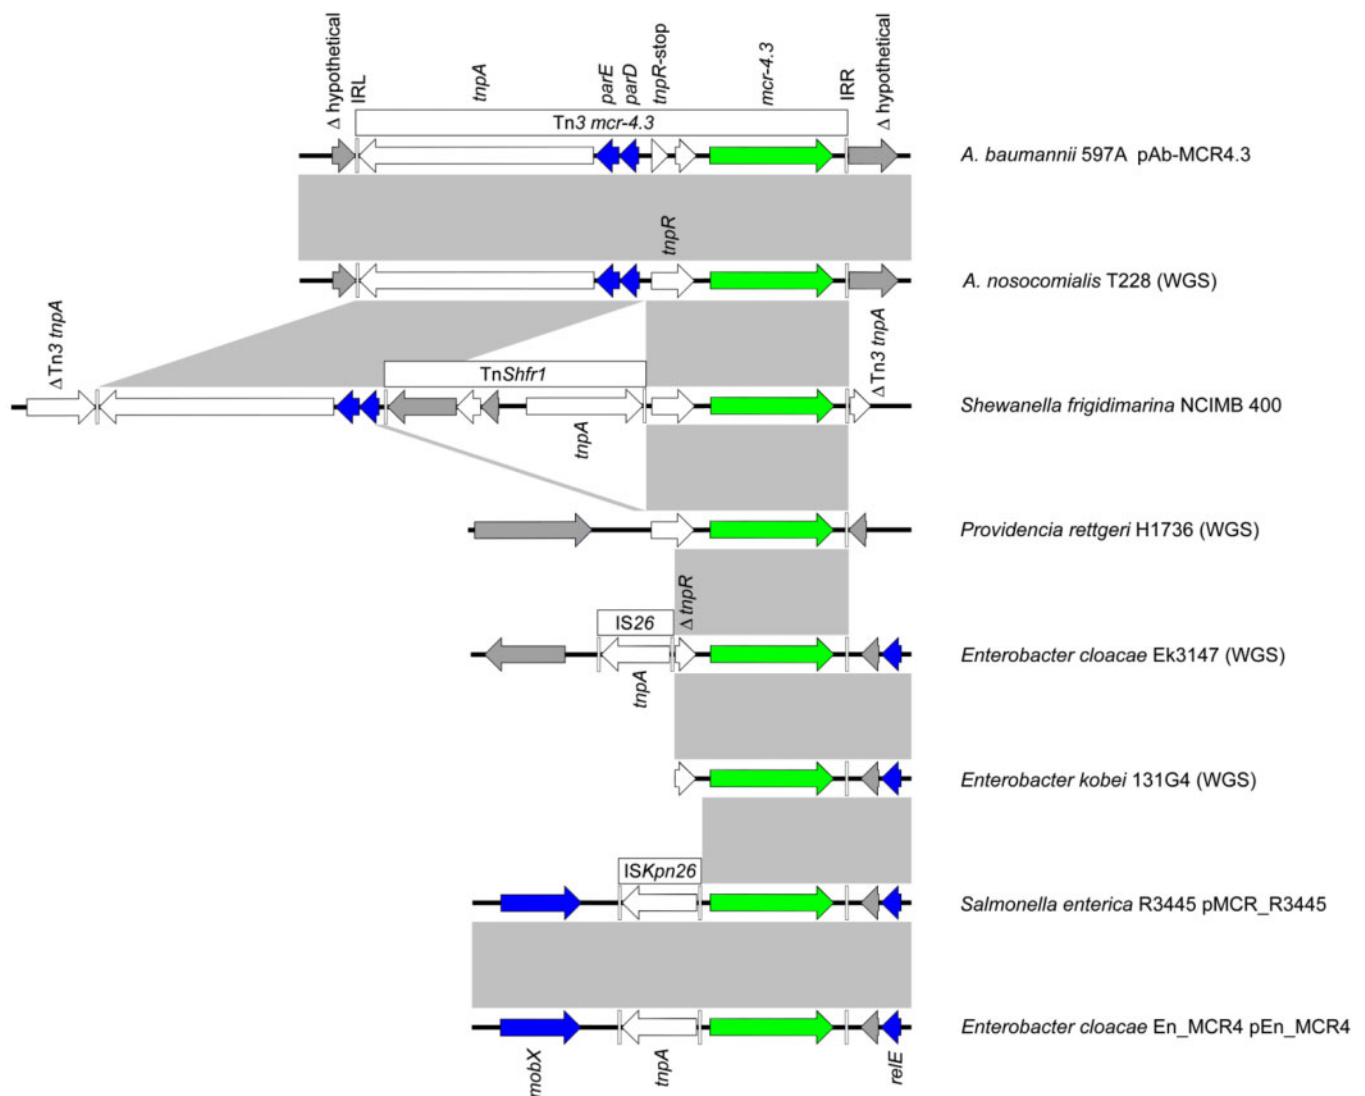 Δ hypothetical
IRL
tnpA
parE
parD
tnpR-stop
mcr-4.3
IRR
Δ hypothetical
Tn3 mcr-4.3
A. baumannii 597A pAb-MCR4.3
tnpR
A. nosocomialis T228 (WGS)
ΔTn3 tnpA
TnShfr1
ΔTn3 tnpA
Shewanella frigidimarina NCIMB 400
tnpA
Providencia rettgeri H1736 (WGS)
IS26
Δ tnpR
Enterobacter cloacae Ek3147 (WGS)
tnpA
Enterobacter kobei 131G4 (WGS)
ISKpn26
Salmonella enterica R3445 pMCR_R3445
Enterobacter cloacae En_MCR4 pEn_MCR4
mobX
tnpA
relE